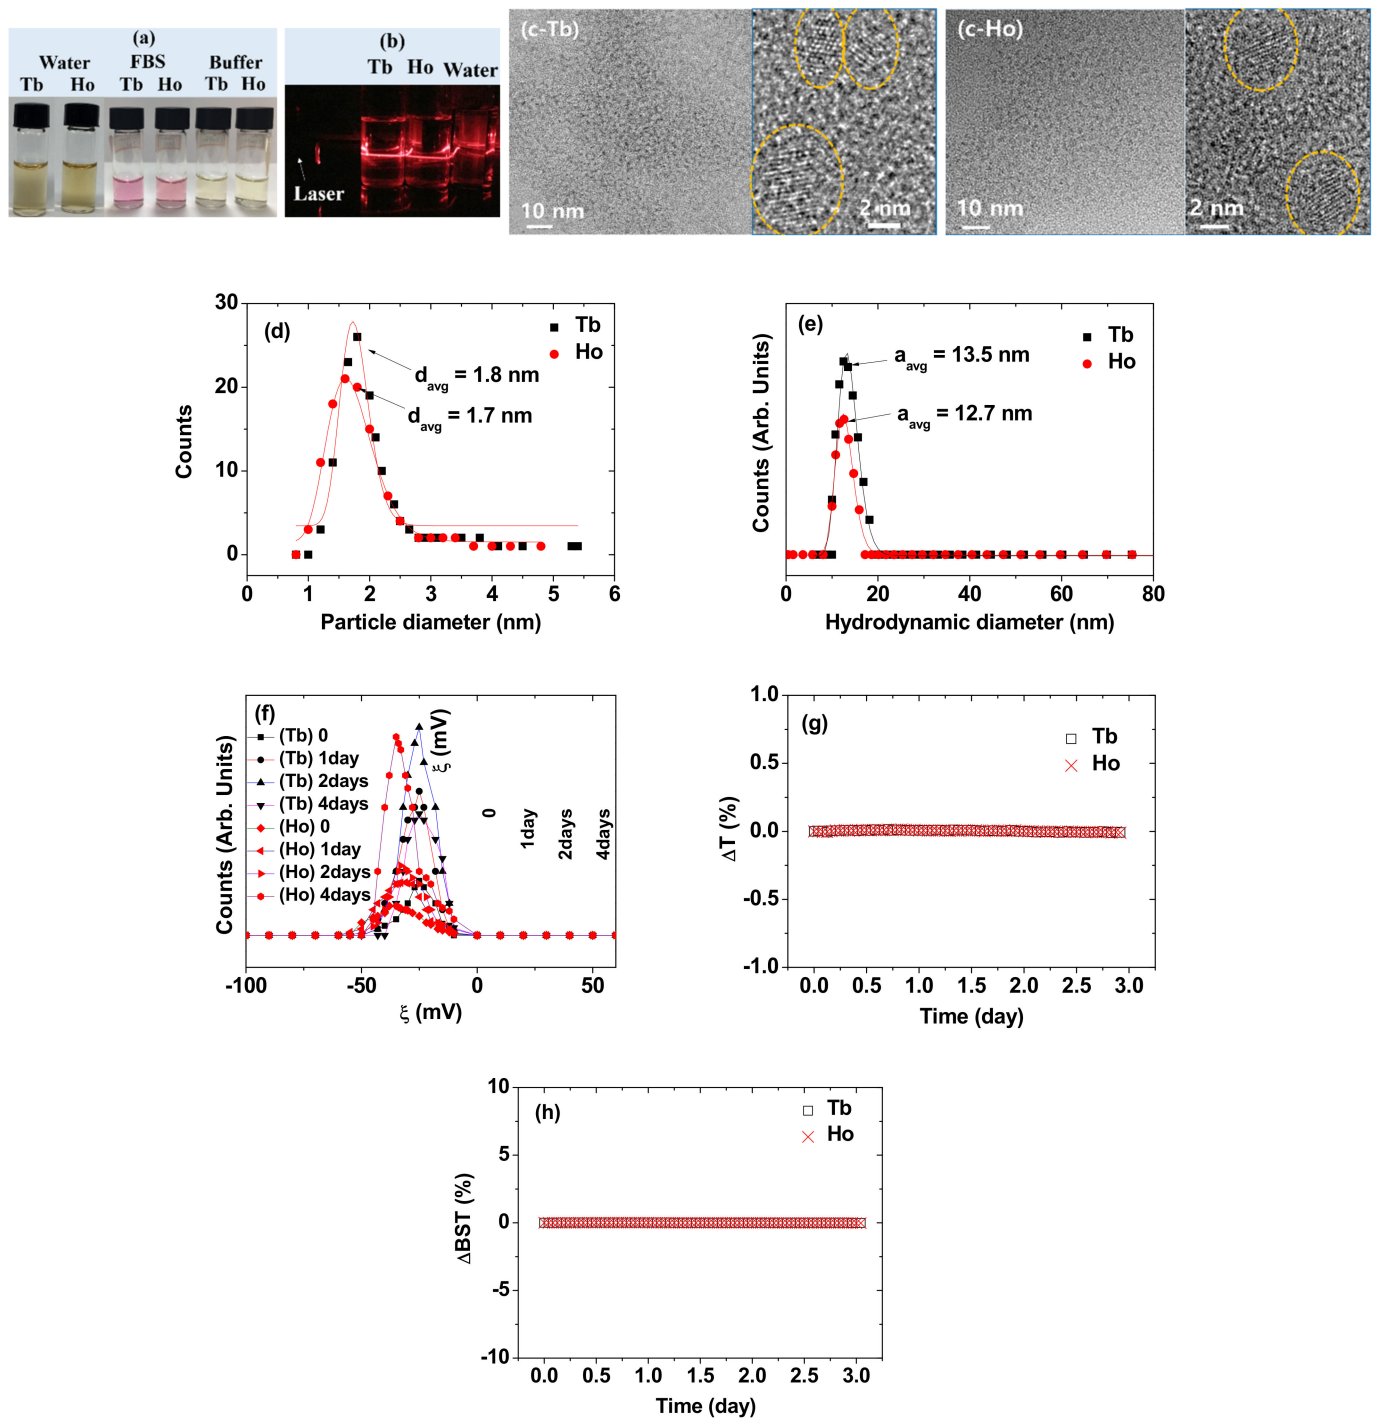 (a)
Water FBS Buffer
Tb Ho Tb Ho Tb Ho
(b)
Tb Ho Water
Laser
(c-Tb)
10 nm
2 nm
(c-Ho)
10 nm
2 nm
(d)
Tb
Ho
d_avg = 1.8 nm
d_avg = 1.7 nm
Counts
30
20
10
0
0 1 2 3 4 5 6
Particle diameter (nm)
(e)
Tb
Ho
a_avg = 13.5 nm
a_avg = 12.7 nm
Counts (Arb. Units)
0 20 40 60 80
Hydrodynamic diameter (nm)
(f)
(Tb) 0
(Tb) 1day
(Tb) 2days
(Tb) 4days
(Ho) 0
(Ho) 1day
(Ho) 2days
(Ho) 4days
ξ (mV)
0
1day
2days
4days
Counts (Arb. Units)
-100 -50 0 50
ξ (mV)
(g)
Tb
Ho
ΔT (%)
1.0
0.5
0.0
-0.5
-1.0
0.0 0.5 1.0 1.5 2.0 2.5 3.0
Time (day)
(h)
Tb
Ho
ΔBST (%)
10
5
0
-5
-10
0.0 0.5 1.0 1.5 2.0 2.5 3.0
Time (day)